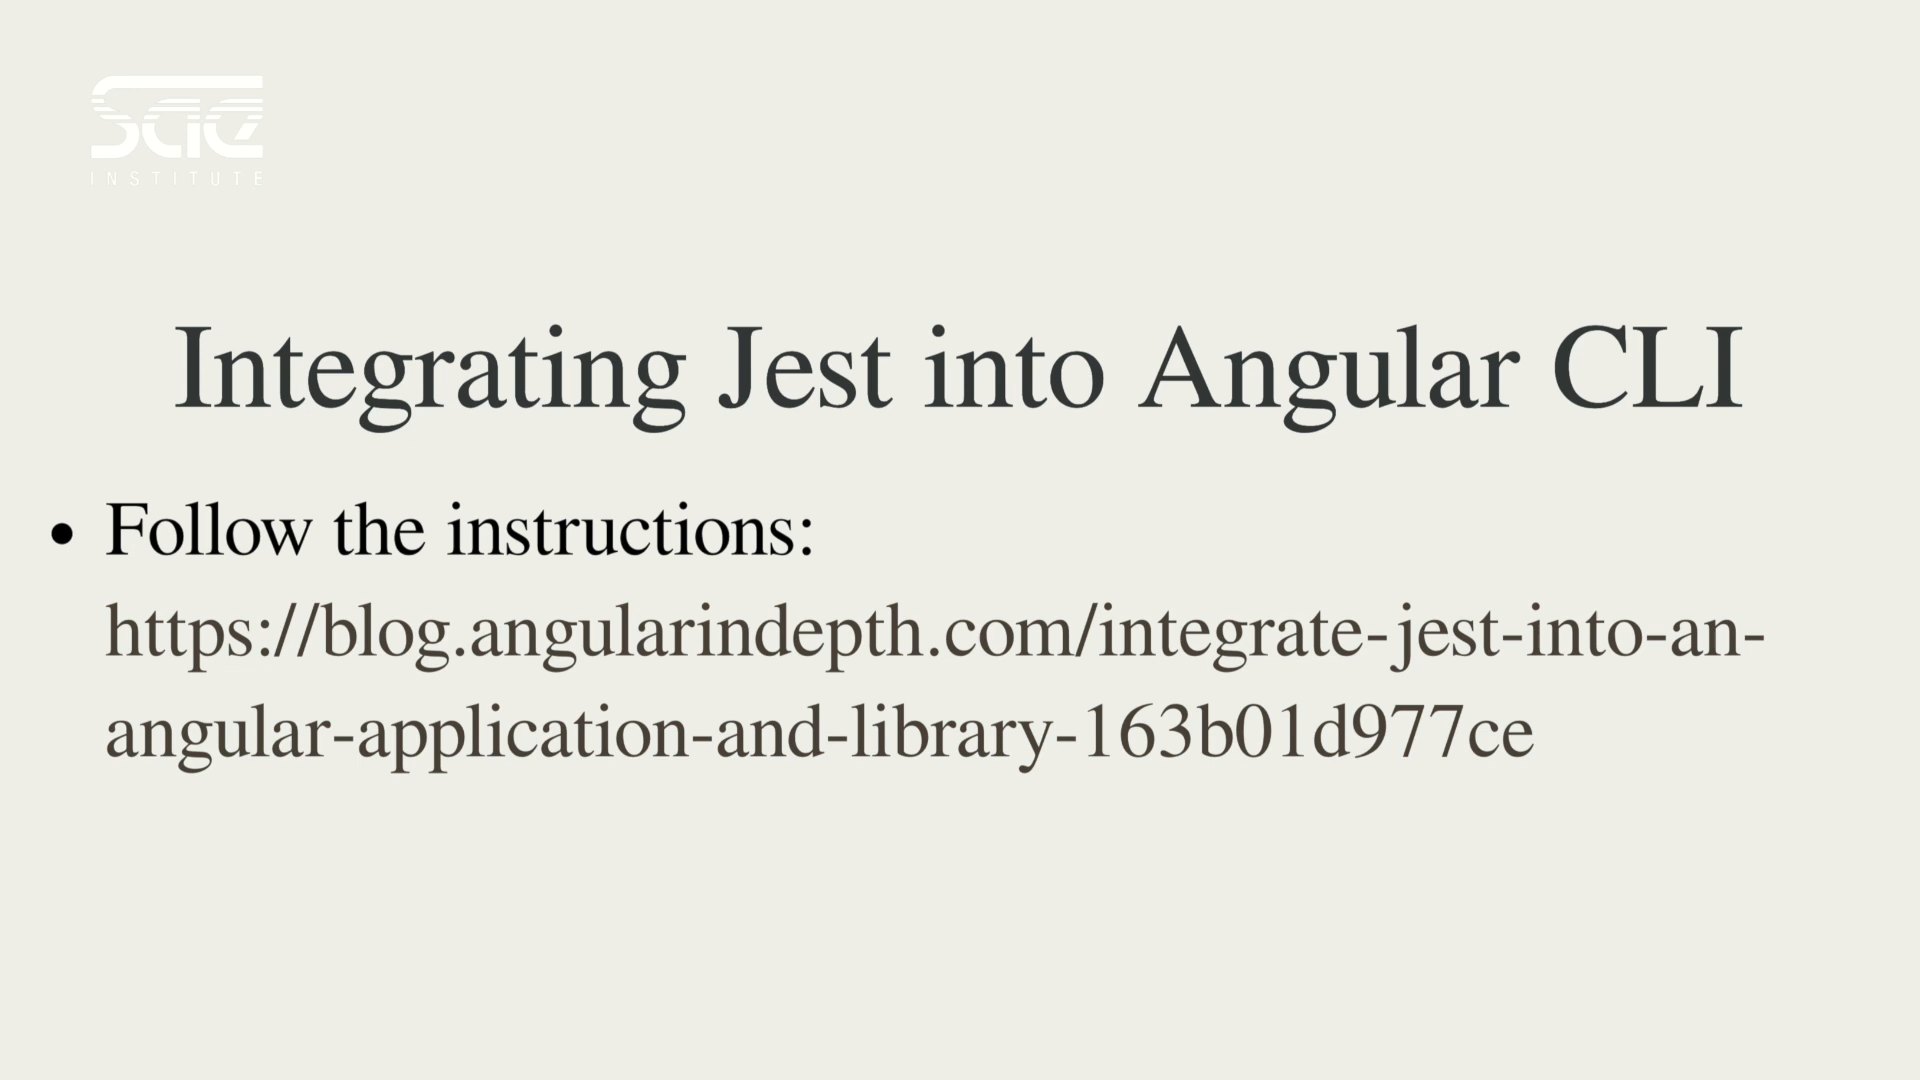 sae
INSTITUTE
Integrating Jest into Angular CLI
• Follow the instructions:
https://blog.angularindepth.com/integrate-jest-into-an-
angular-application-and-library-163b01d977ce